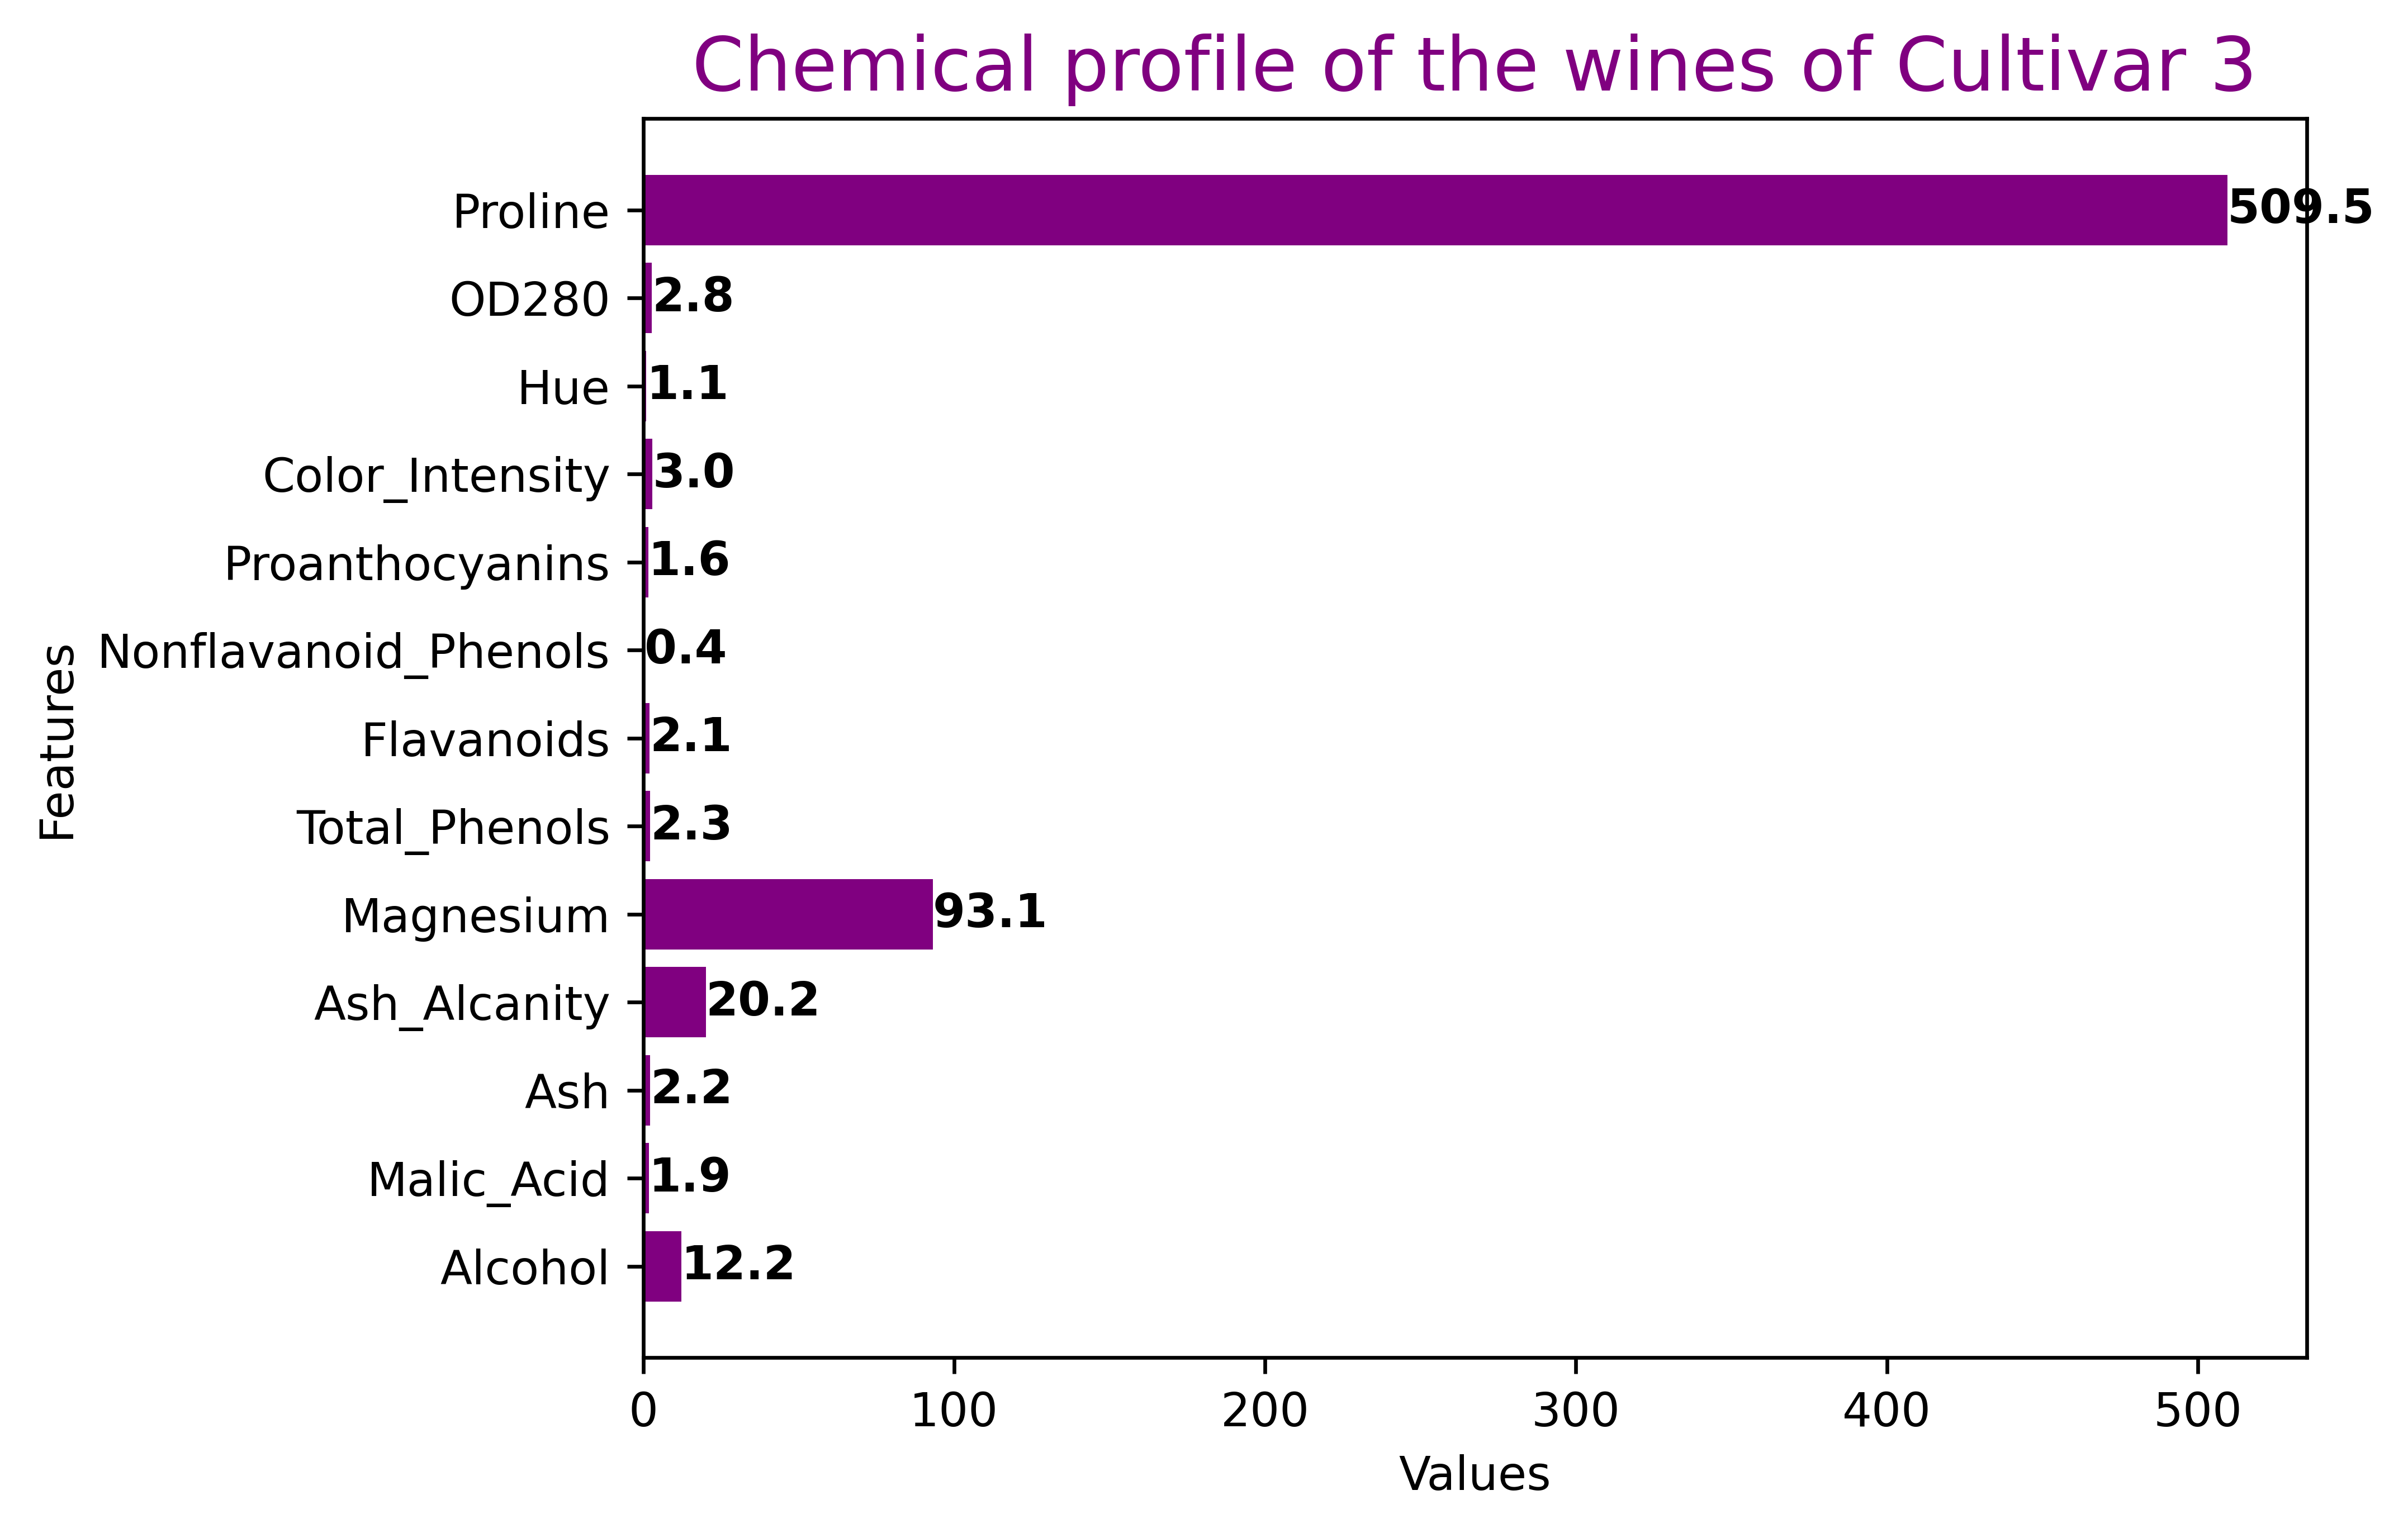 Chemical profile of the wines of Cultivar 3
Proline 509.5
OD280 2.8
Hue 1.1
Color_Intensity 3.0
Proanthocyanins 1.6
Nonflavanoid_Phenols 0.4
Flavanoids 2.1
Total_Phenols 2.3
Magnesium 93.1
Ash_Alcanity 20.2
Ash 2.2
Malic_Acid 1.9
Alcohol 12.2
Features
0 100 200 300 400 500
Values